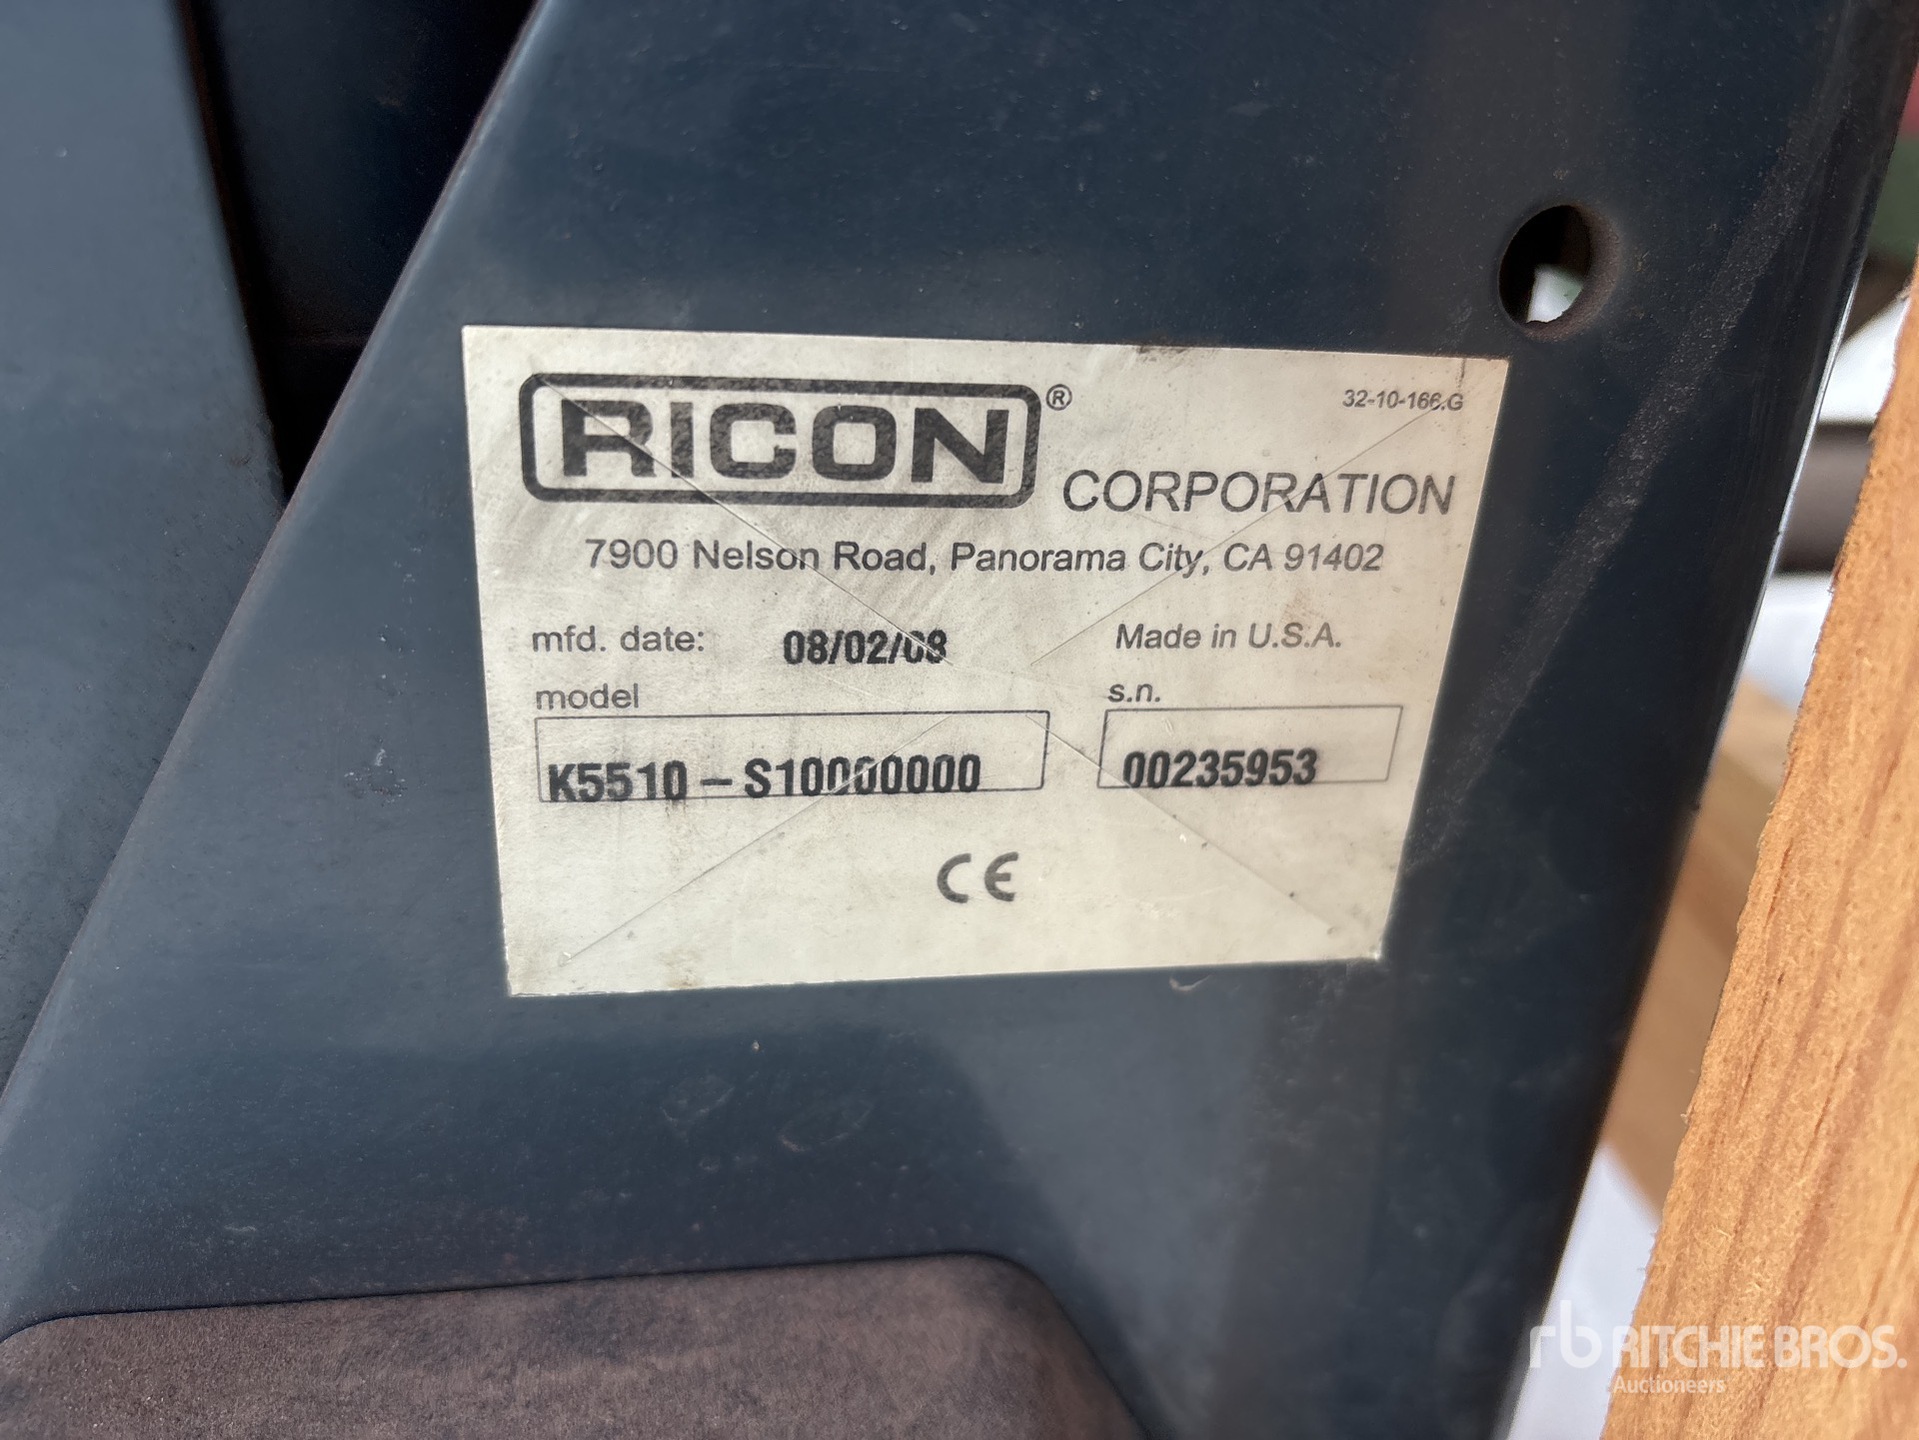 RICON®
32-10-166.G
CORPORATION
7900 Nelson Road, Panorama City, CA 91402
mfd. date: 08/02/08 Made in U.S.A.
model s.n.
K5510-S10000000 00235953
CE
rb RITCHIE BROS.
Auctioneers